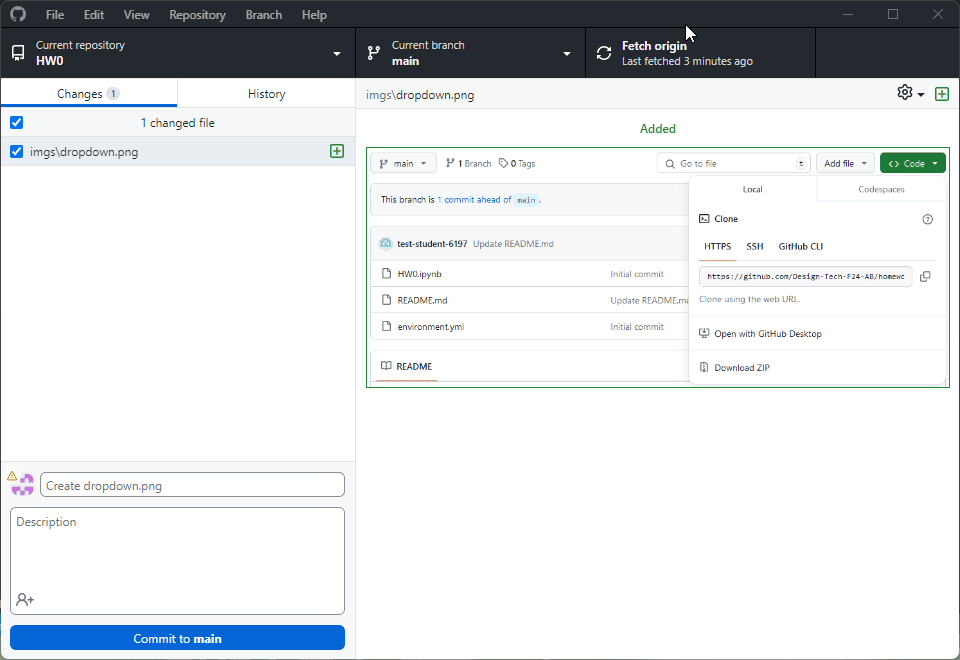 File Edit View Repository Branch Help
Current repository
HW0
Current branch
main
Fetch origin
Last fetched 3 minutes ago
Changes 1 History
1 changed file
imgs\dropdown.png
imgs\dropdown.png
Added
main 1 Branch 0 Tags Go to file t Add file <> Code
This branch is 1 commit ahead of main .
test-student-6197 Update README.md
HW0.ipynb Initial commit
README.md Update README.md
environment.yml Initial commit
README
Local Codespaces
Clone
HTTPS SSH GitHub CLI
https://github.com/Design-Tech-F24-AB/homewc
Clone using the web URL.
Open with GitHub Desktop
Download ZIP
Create dropdown.png
Description
Commit to main